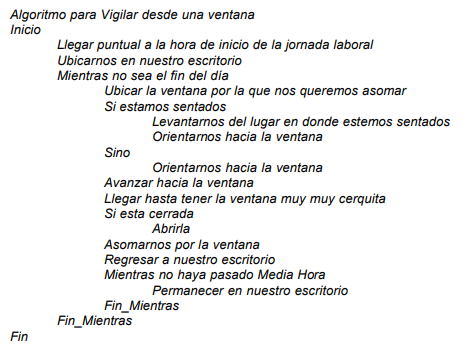 Algoritmo para Vigilar desde una ventana
Inicio
Llegar puntual a la hora de inicio de la jornada laboral
Ubicarnos en nuestro escritorio
Mientras no sea el fin del día
Ubicar la ventana por la que nos queremos asomar
Si estamos sentados
Levantarnos del lugar en donde estemos sentados
Orientarnos hacia la ventana
Sino
Orientarnos hacia la ventana
Avanzar hacia la ventana
Llegar hasta tener la ventana muy muy cerquita
Si esta cerrada
Abrirla
Asomarnos por la ventana
Regresar a nuestro escritorio
Mientras no haya pasado Media Hora
Permanecer en nuestro escritorio
Fin_Mientras
Fin_Mientras
Fin